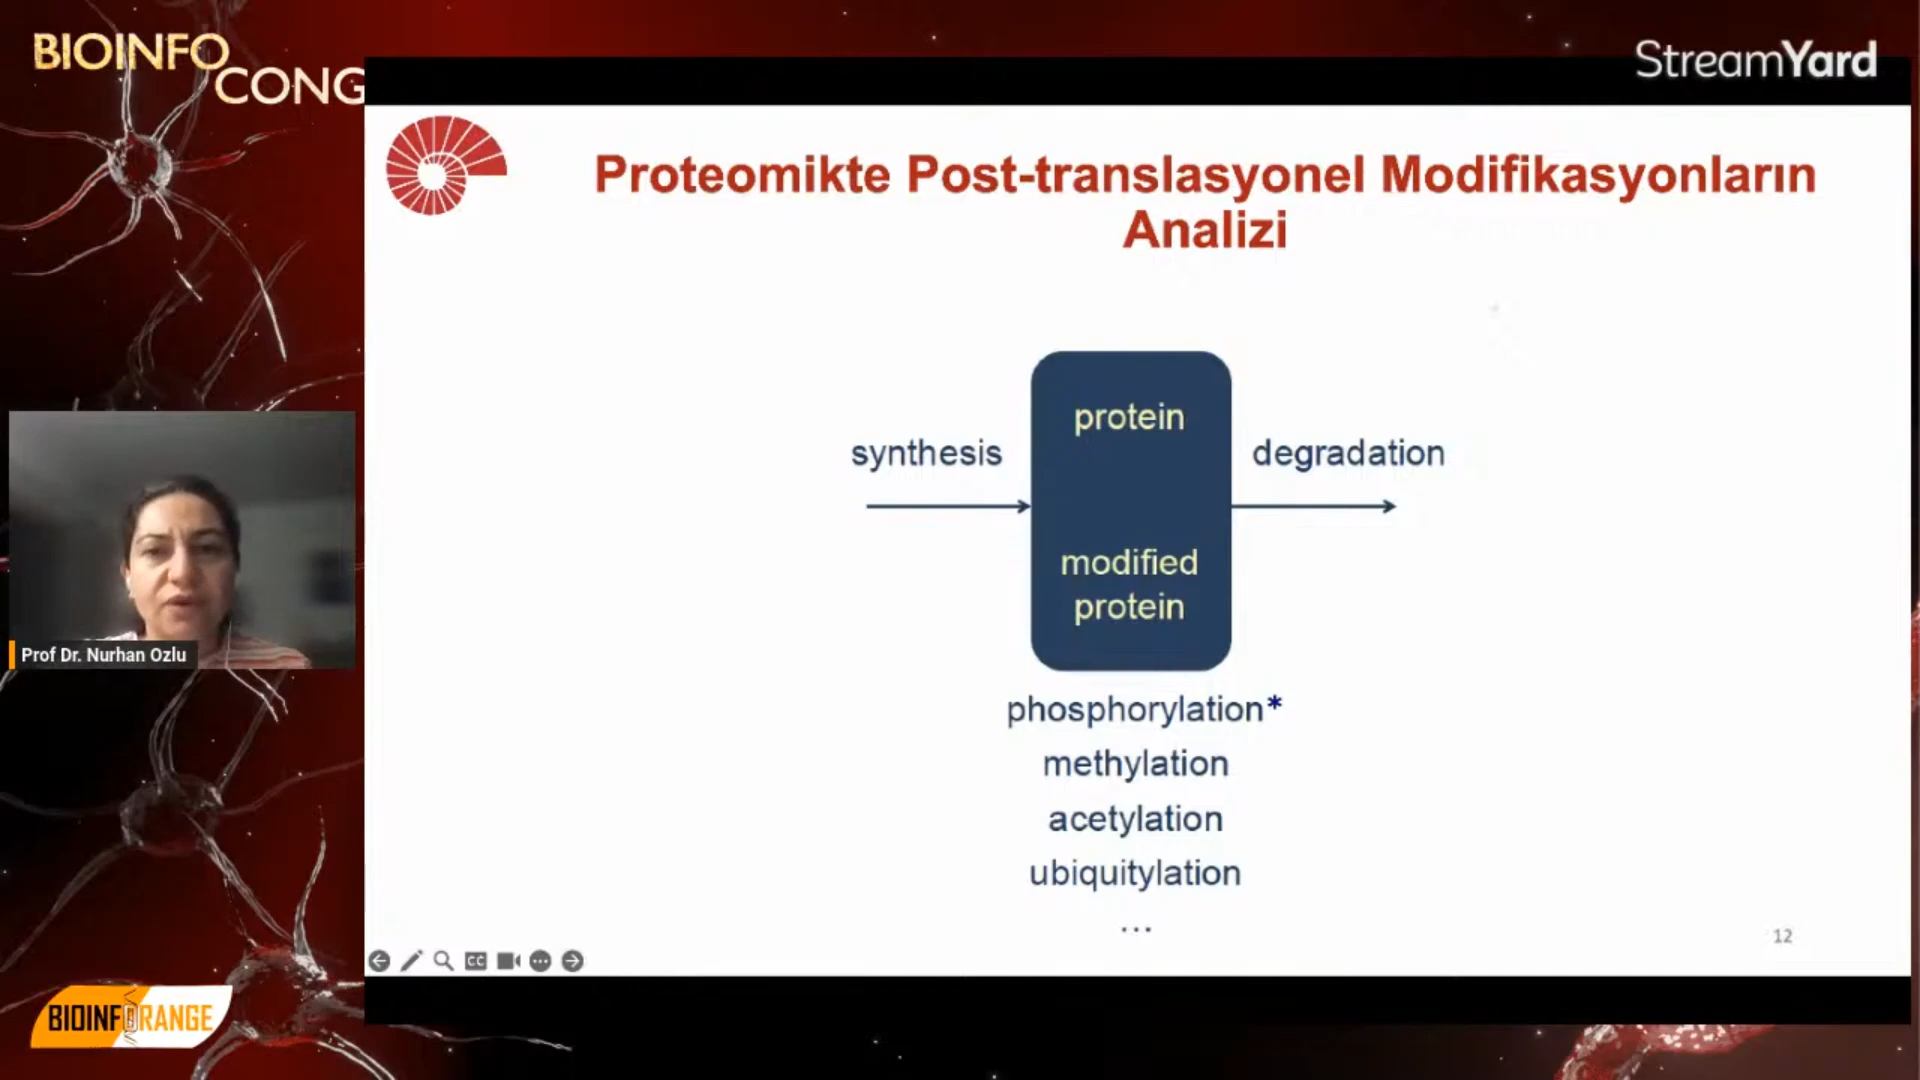 BIOINFO
CONG
StreamYard
Proteomikte Post-translasyonel Modifikasyonların
Analizi
protein
synthesis
degradation
modified
protein
phosphorylation*
methylation
acetylation
ubiquitylation
...
12
CC
Prof Dr. Nurhan Ozlu
BIOINFORANGE